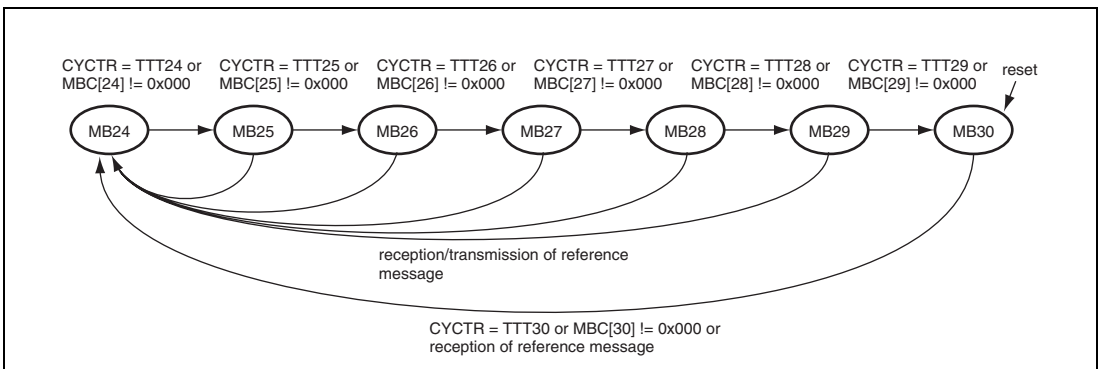 CYCTR = TTT24 or
MBC[24] != 0x000
CYCTR = TTT25 or
MBC[25] != 0x000
CYCTR = TTT26 or
MBC[26] != 0x000
CYCTR = TTT27 or
MBC[27] != 0x000
CYCTR = TTT28 or
MBC[28] != 0x000
CYCTR = TTT29 or
MBC[29] != 0x000
reset
MB24
MB25
MB26
MB27
MB28
MB29
MB30
reception/transmission of reference
message
CYCTR = TTT30 or MBC[30] != 0x000 or
reception of reference message